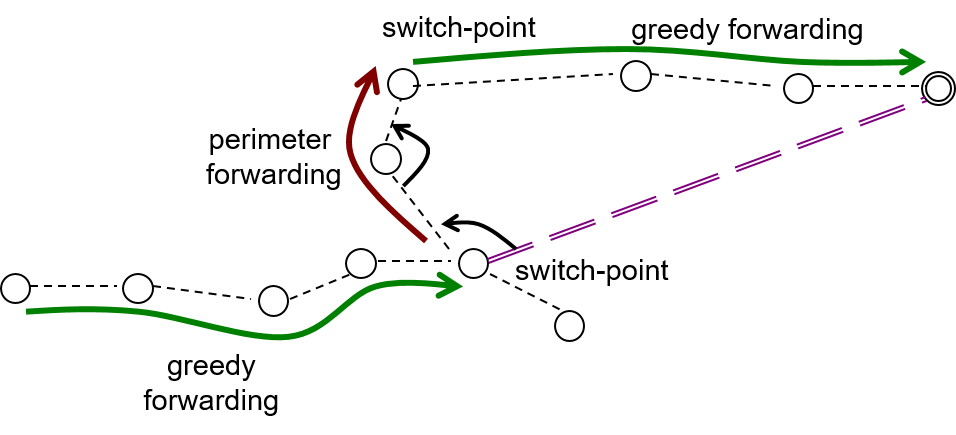 switch-point
greedy forwarding
perimeter
forwarding
switch-point
greedy
forwarding